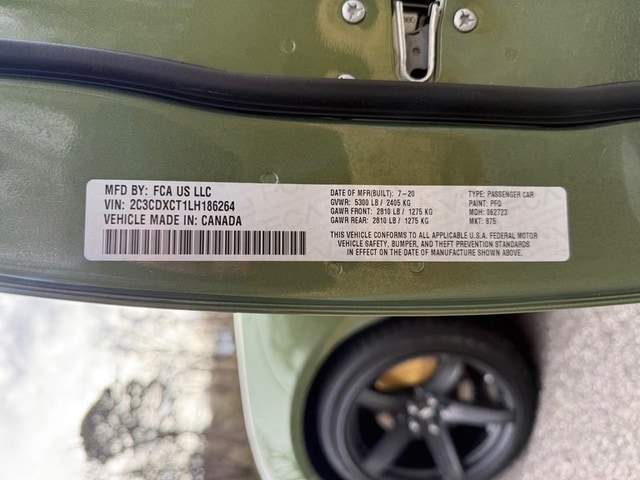 MFD BY: FCA US LLC
VIN: 2C3CDXCT1LH186264
VEHICLE MADE IN: CANADA
DATE OF MFR(BUILT): 7-20
GVWR: 5300 LB / 2405 KG
GAWR FRONT: 2810 LB / 1275 KG
GAWR REAR: 2810 LB / 1275 KG
TYPE: PASSENGER CAR
PAINT: PFQ
MDH: 062723
MKT: 875
THIS VEHICLE CONFORMS TO ALL APPLICABLE U.S.A. FEDERAL MOTOR
VEHICLE SAFETY, BUMPER, AND THEFT PREVENTION STANDARDS
IN EFFECT ON THE DATE OF MANUFACTURE SHOWN ABOVE.